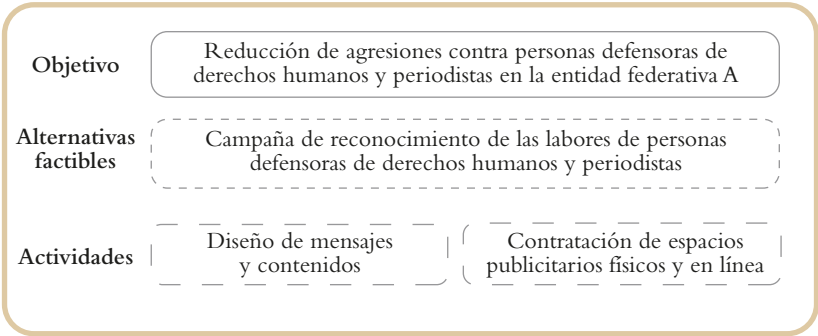 Objetivo
Reducción de agresiones contra personas defensoras de
derechos humanos y periodistas en la entidad federativa A
Alternativas
factibles
Campaña de reconocimiento de las labores de personas
defensoras de derechos humanos y periodistas
Actividades
Diseño de mensajes
y contenidos
Contratación de espacios
publicitarios físicos y en línea